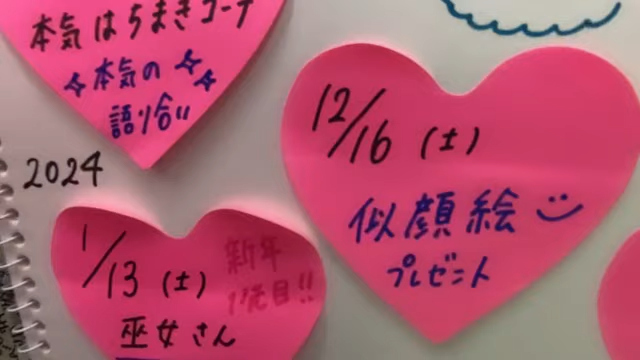 本気はちまきコーデ
本気の
語り合い
12/16 (土)
似顔絵
プレゼント
2024
1/13 (土)
新年
1発目!!
巫女さん